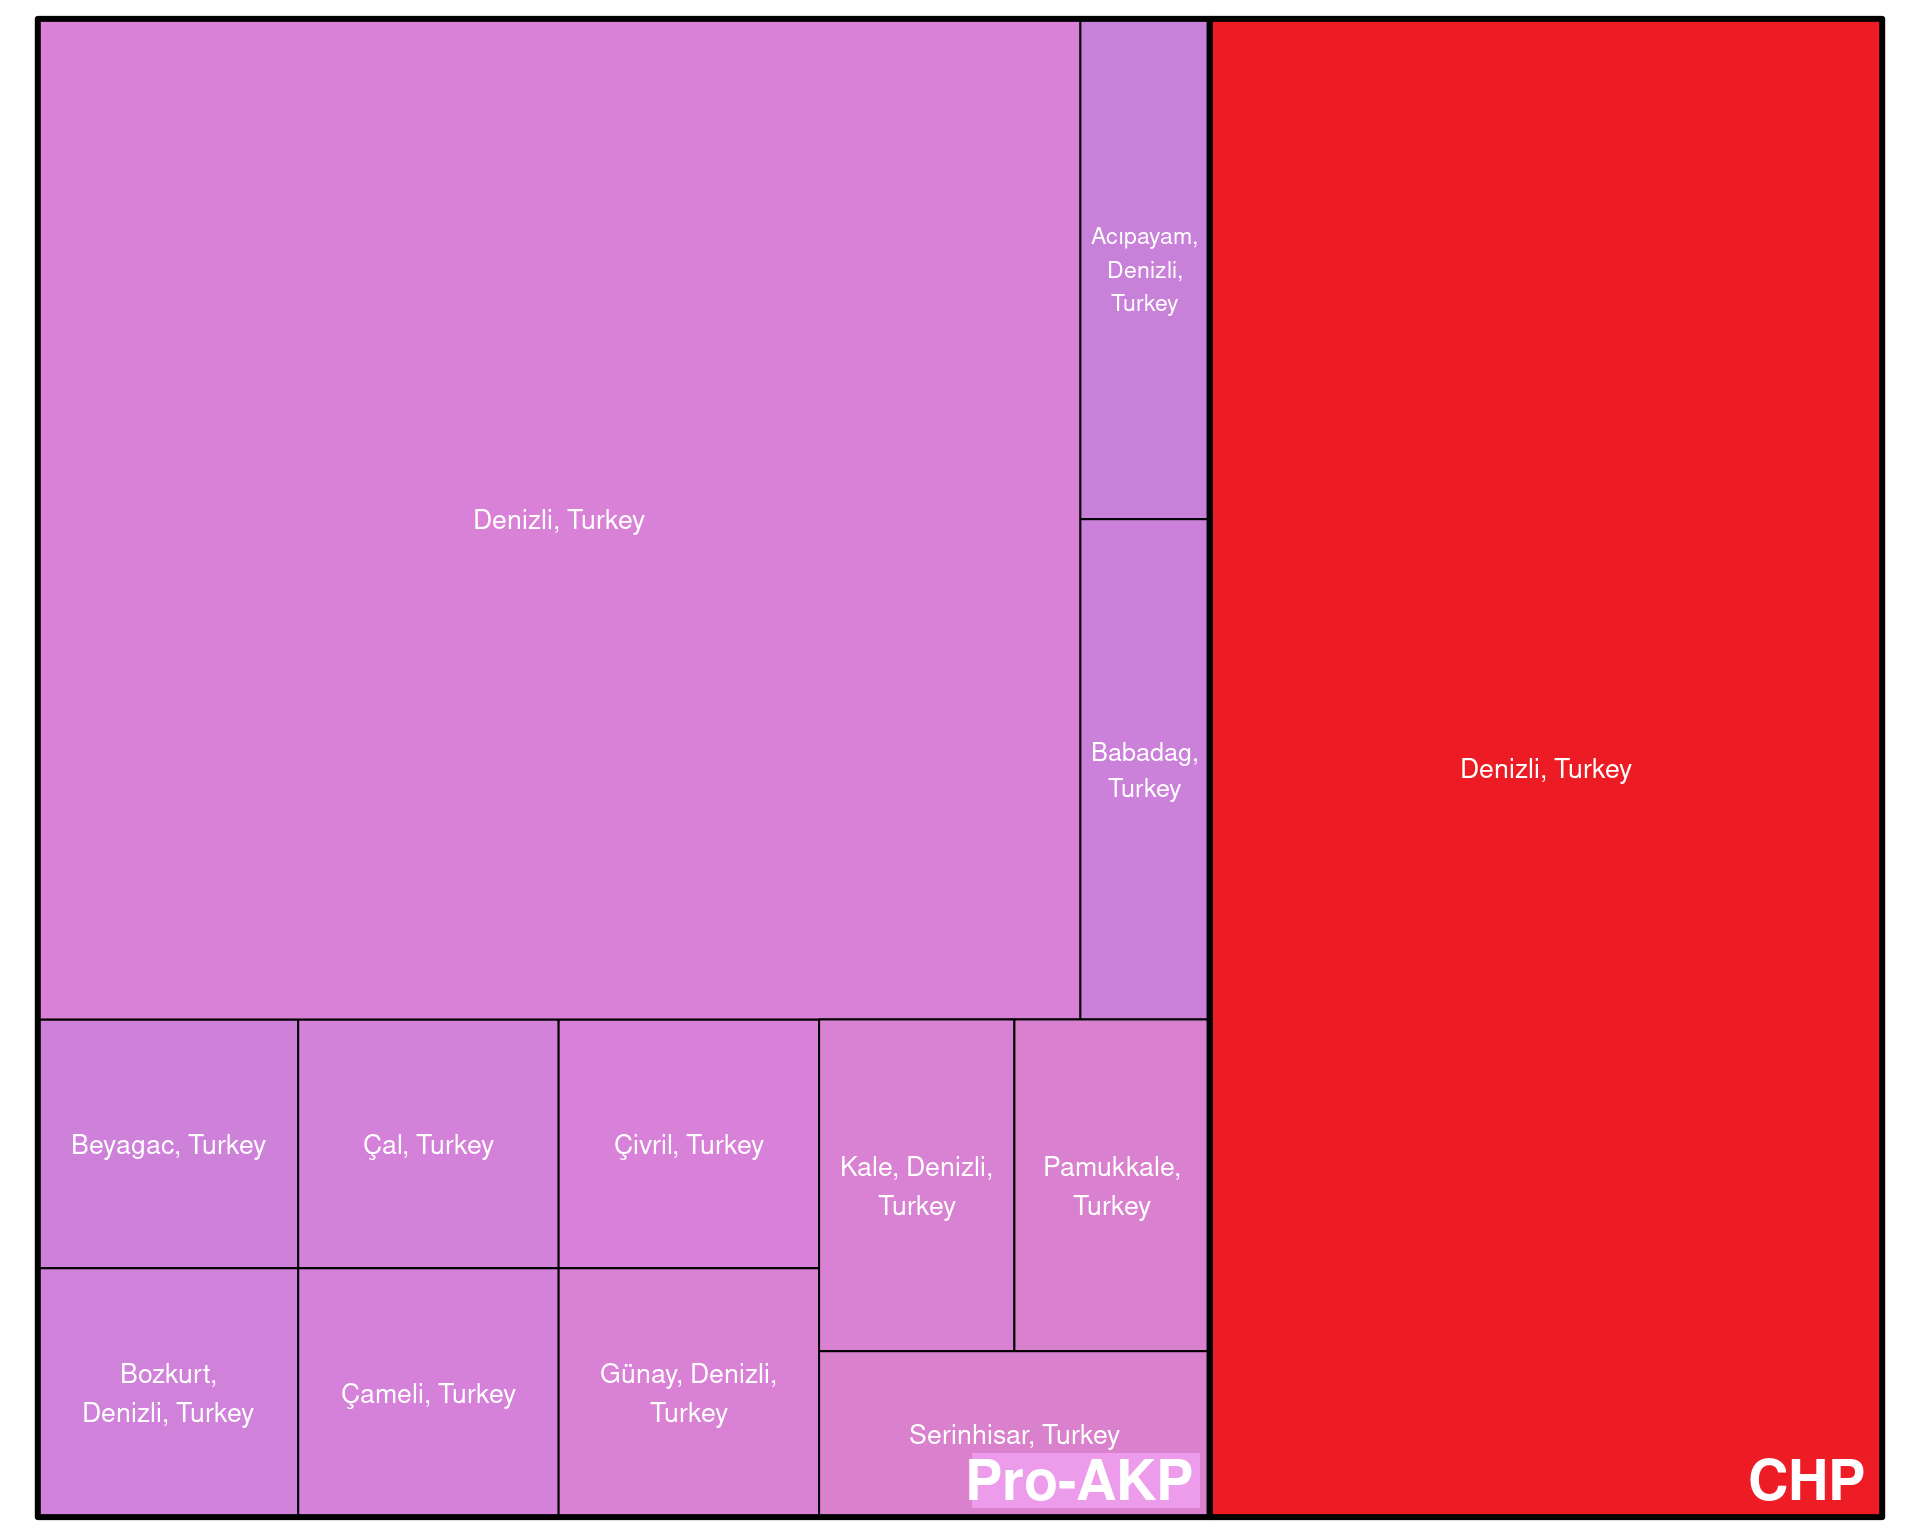 Denizli, Turkey
Acıpayam,
Denizli,
Turkey
Babadag,
Turkey
Beyagac, Turkey
Çal, Turkey
Çivril, Turkey
Kale, Denizli,
Turkey
Pamukkale,
Turkey
Bozkurt,
Denizli, Turkey
Çameli, Turkey
Günay, Denizli,
Turkey
Serinhisar, Turkey
Pro-AKP
Denizli, Turkey
CHP